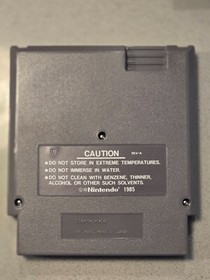 CAUTION
REV-A
•DO NOT STORE IN EXTREME TEMPERATURES.
•DO NOT IMMERSE IN WATER.
•DO NOT CLEAN WITH BENZENE, THINNER,
ALCOHOL OR OTHER SUCH SOLVENTS.
©®Nintendo 1985